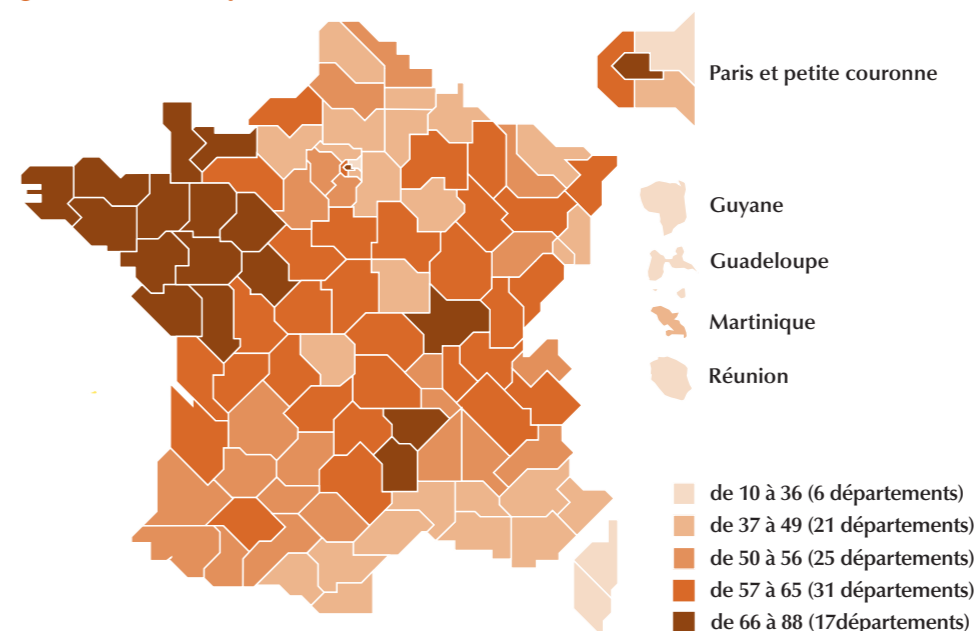 Paris et petite couronne
Guyane
Guadeloupe
Martinique
Réunion
de 10 à 36 (6 départements)
de 37 à 49 (21 départements)
de 50 à 56 (25 départements)
de 57 à 65 (31 départements)
de 66 à 88 (17départements)